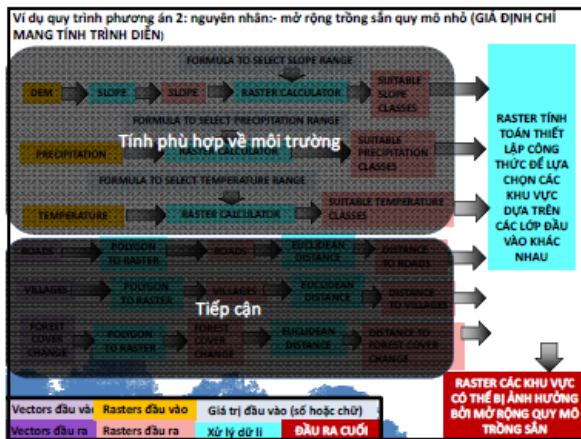 Ví dụ quy trình phương án 2: nguyên nhân:- mở rộng trồng sắn quy mô nhỏ (GIẢ ĐỊNH CHỈ
MANG TÍNH TRÌNH DIỄN)
FORMULA TO SELECT SLOPE RANGE
DEM
SLOPE
SLOPE
RASTER CALCULATOR
SUITABLE
SLOPE
CLASSES
FORMULA TO SELECT PRECIPITATION RANGE
Tính phù hợp về môi trường
PRECIPITATION
RASTER CALCULATOR
SUITABLE
PRECIPITATION
CLASSES
FORMULA TO SELECT TEMPERATURE RANGE
TEMPERATURE
RASTER CALCULATOR
SUITABLE TEMPERATURE
CLASSES
RASTER TÍNH
TOÁN THIẾT
LẬP CÔNG
THỨC ĐỂ LỰA
CHỌN CÁC
KHU VỰC
DỰA TRÊN
CÁC LỚP ĐẦU
VÀO KHÁC
NHAU
ROADS
POLYGON
TO RASTER
ROADS
EUCLIDEAN
DISTANCE
DISTANCE
TO ROADS
VILLAGES
POLYGON
TO RASTER
VILLAGES
EUCLIDEAN
DISTANCE
DISTANCE
TO VILLAGES
Tiếp cận
FOREST
COVER
CHANGE
POLYGON
TO RASTER
FOREST
COVER
CHANGE
EUCLIDEAN
DISTANCE
DISTANCE TO
FOREST COVER
CHANGE
RASTER CÁC KHU VỰC
CÓ THỂ BỊ ẢNH HƯỞNG
BỞI MỞ RỘNG QUY MÔ
TRỒNG SẮN
Vectors đầu vào
Rasters đầu vào
Giá trị đầu vào (số hoặc chữ)
Vectors đầu ra
Rasters đầu ra
Xử lý dữ li
ĐẦU RA CUỐI